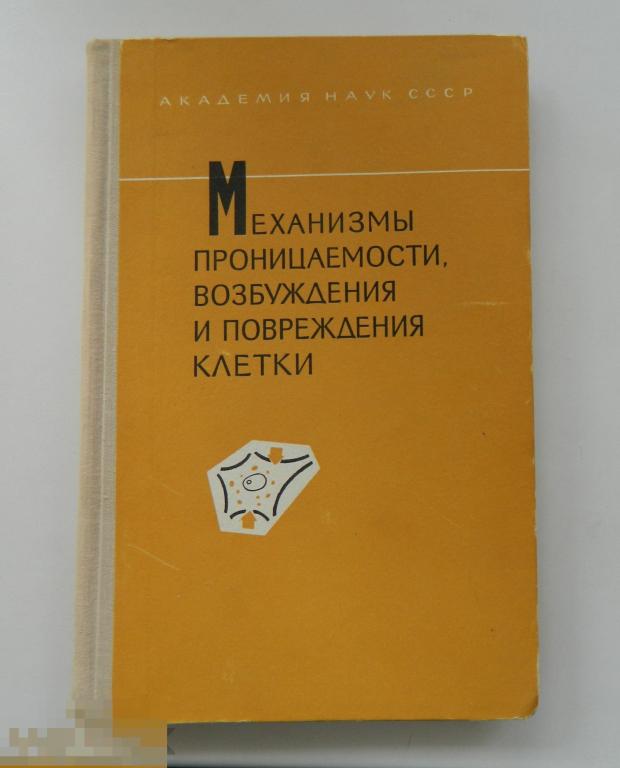 АКАДЕМИЯ НАУК СССР
МЕХАНИЗМЫ
ПРОНИЦАЕМОСТИ,
ВОЗБУЖДЕНИЯ
И ПОВРЕЖДЕНИЯ
КЛЕТКИ